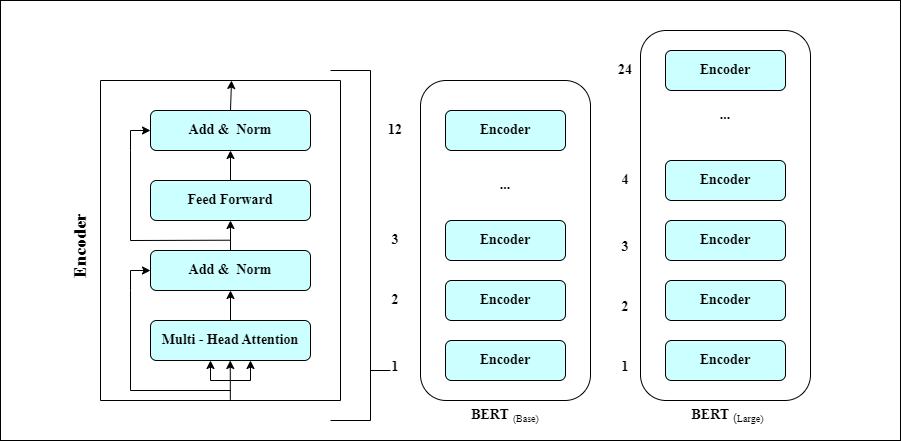 Encoder
Add & Norm
Feed Forward
Add & Norm
Multi - Head Attention
12
Encoder
...
3
Encoder
2
Encoder
1
Encoder
BERT (Base)
24
Encoder
...
4
Encoder
3
Encoder
2
Encoder
1
Encoder
BERT (Large)